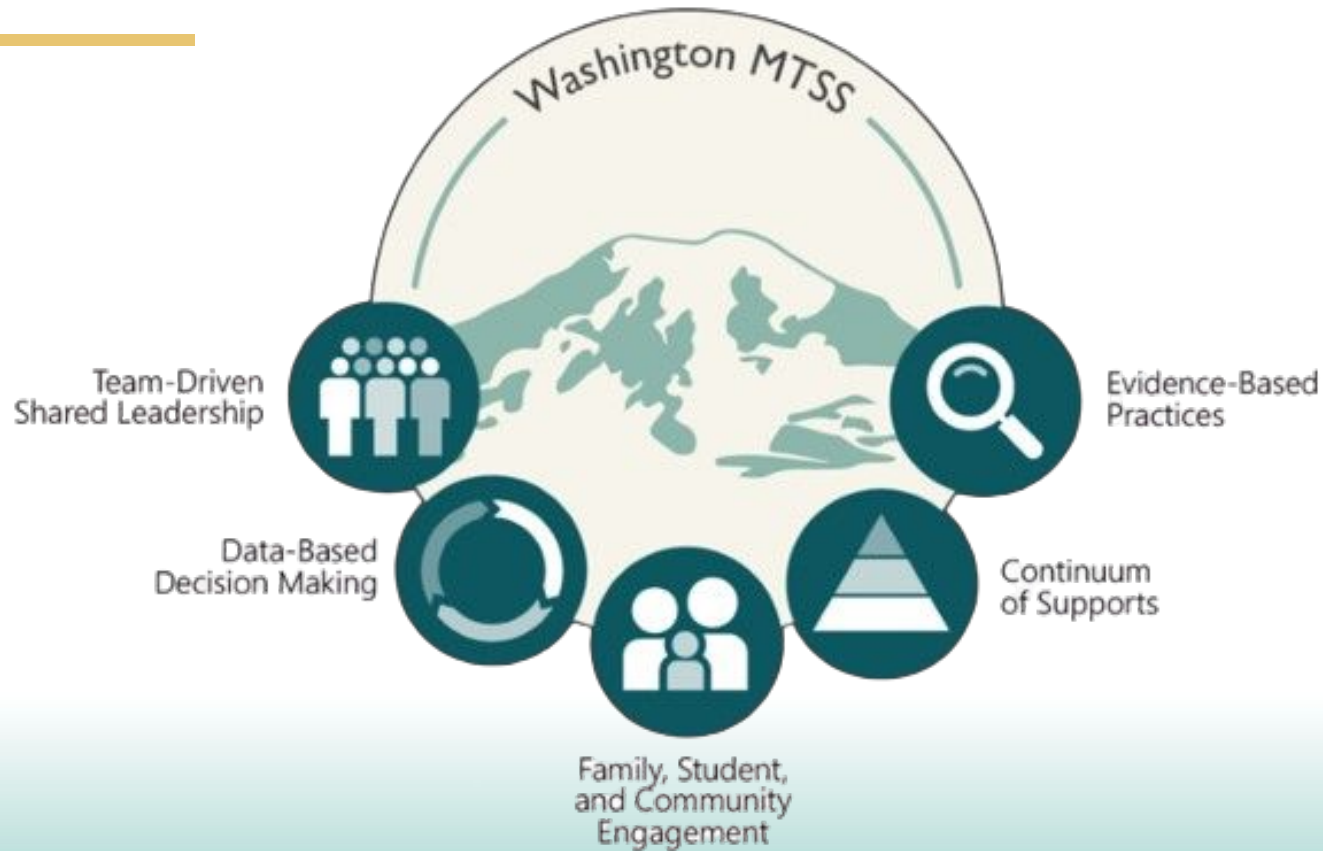 Washington MTSS
Team-Driven
Shared Leadership
Evidence-Based
Practices
Data-Based
Decision Making
Continuum
of Supports
Family, Student,
and Community
Engagement